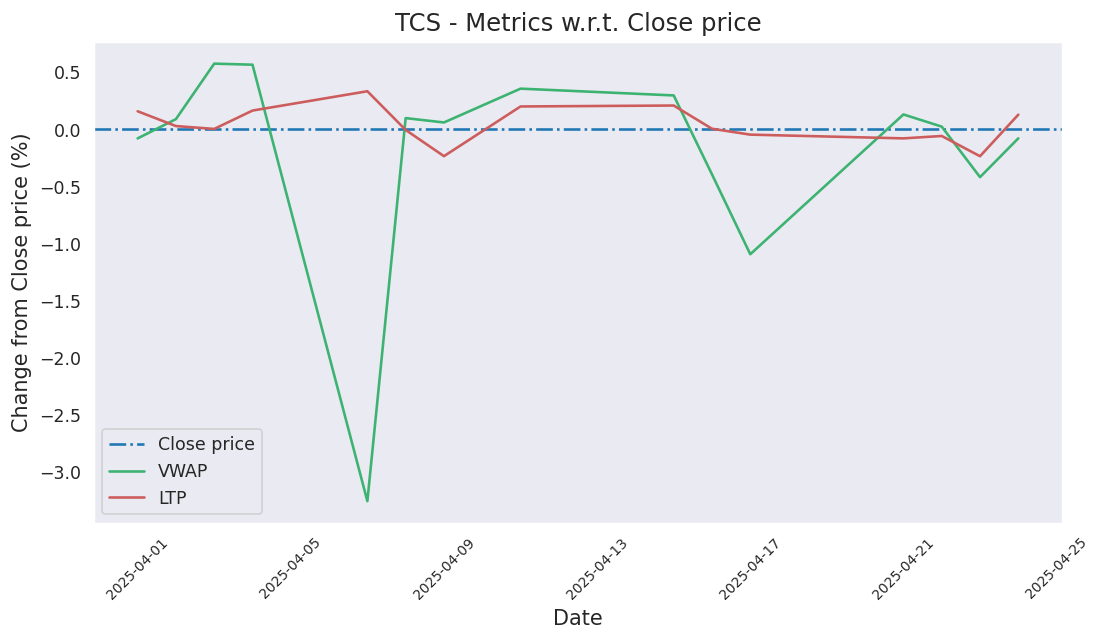 TCS - Metrics w.r.t. Close price
Change from Close price (%)
0.5
0.0
−0.5
−1.0
−1.5
−2.0
−2.5
−3.0
Close price
VWAP
LTP
2025-04-01
2025-04-05
2025-04-09
2025-04-13
2025-04-17
2025-04-21
2025-04-25
Date